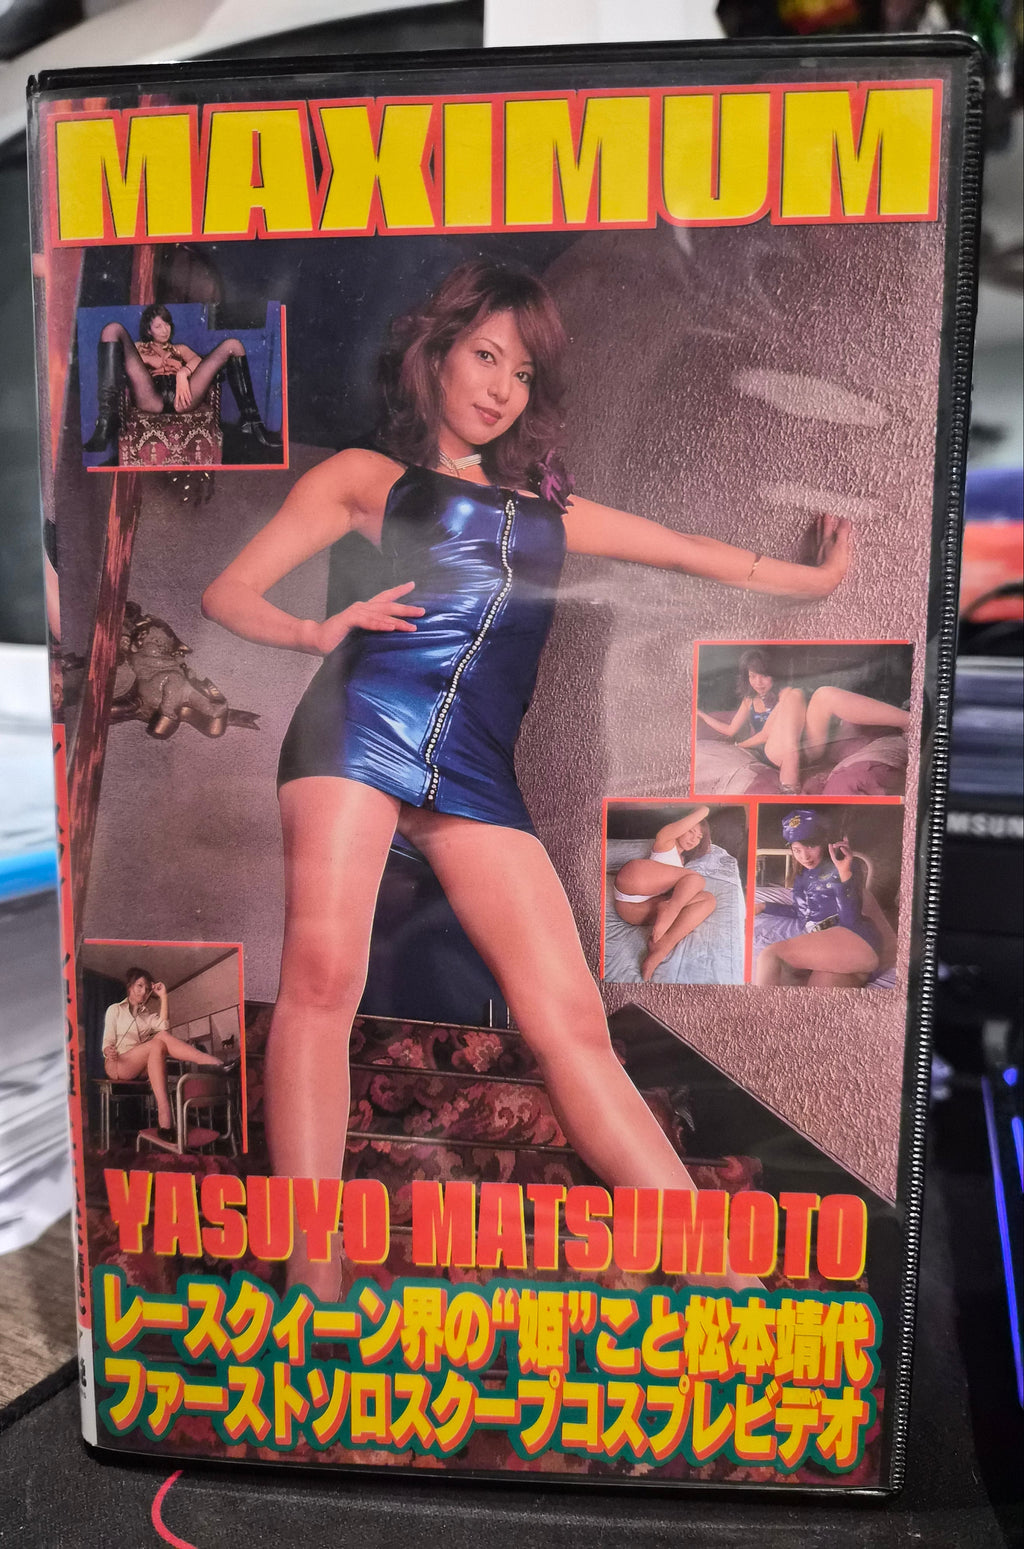 MAXIMUM
YASUYO MATSUMOTO
レースクィーン界の“姫”こと松本靖代
ファーストソロスクープコスプレビデオ